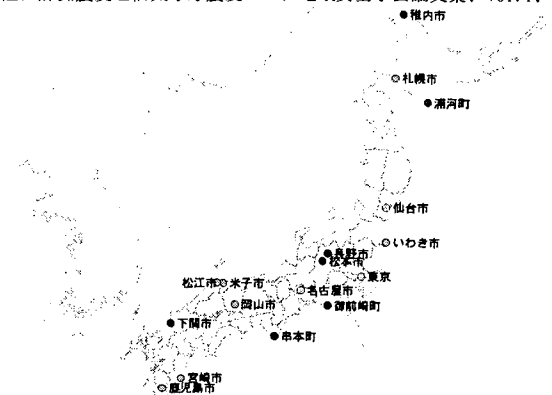 稚内市
札幌市
浦河町
仙台市
いわき市
長野市
松本市
東京
松江市 米子市
名古屋市
岡山市
御前崎町
下関市
串本町
宮崎市
鹿児島市